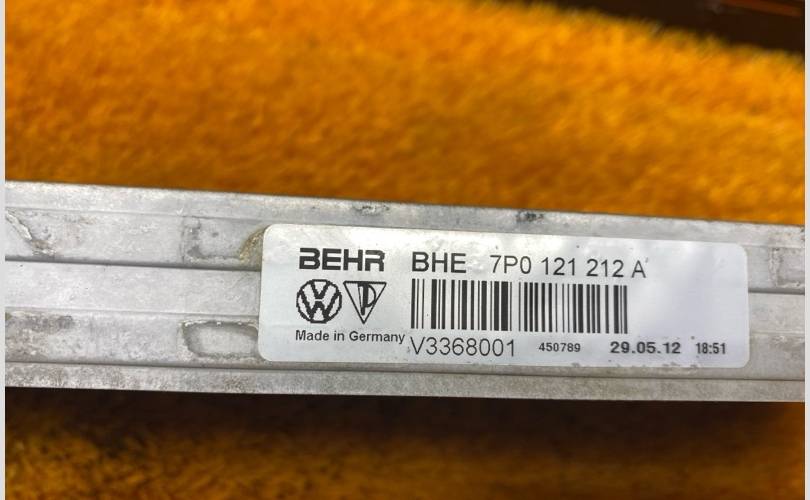 BEHR BHE 7P0 121 212 A
Made in Germany V3368001 450789 29.05.12 18:51